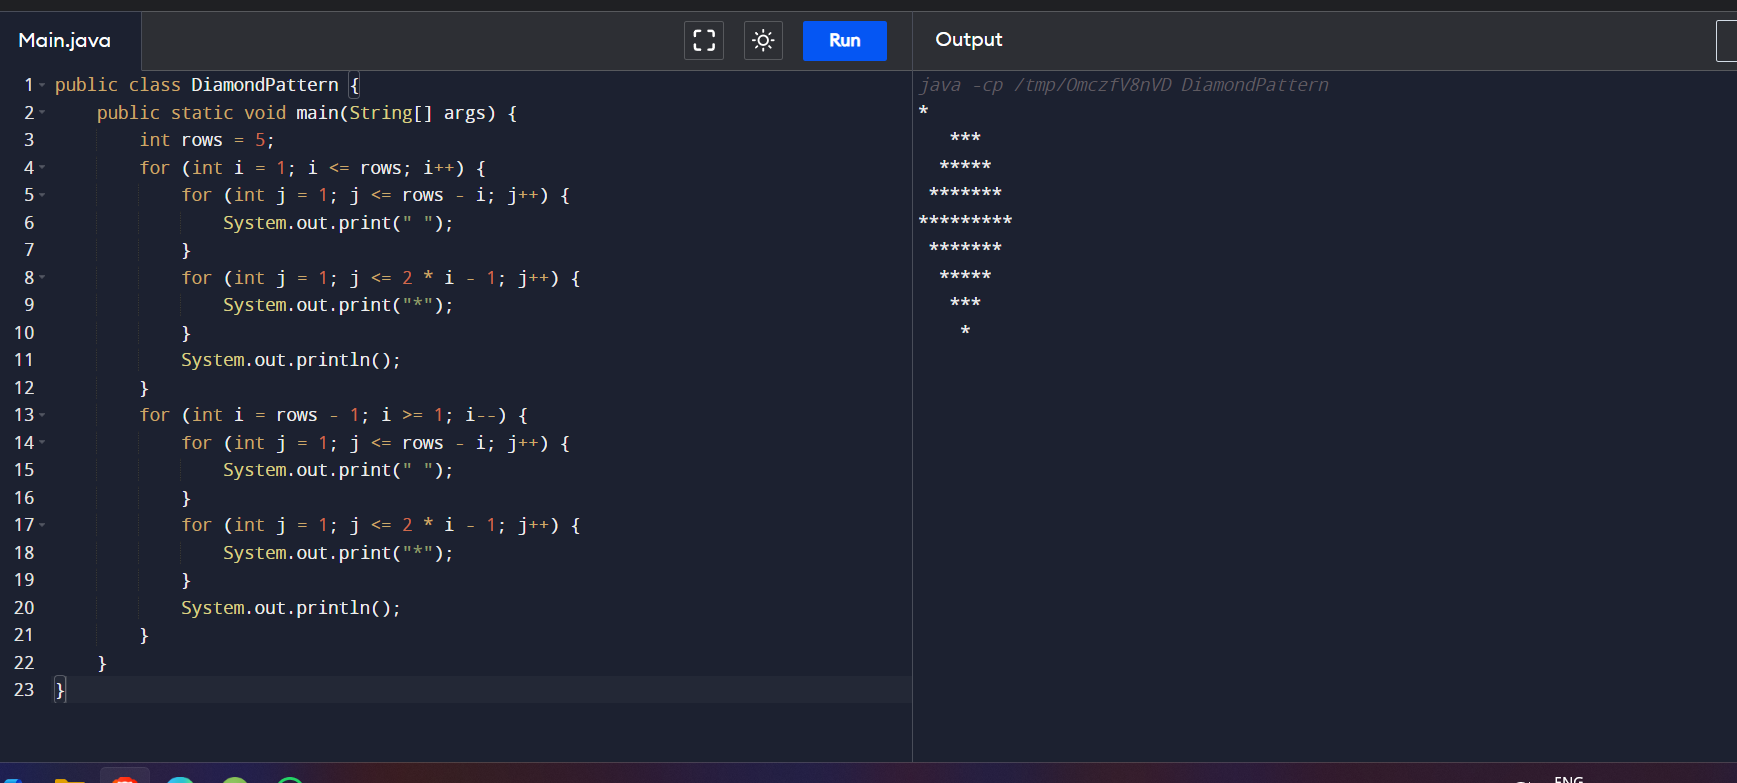 Main.java
Run
Output
1 public class DiamondPattern {
2     public static void main(String[] args) {
3         int rows = 5;
4         for (int i = 1; i <= rows; i++) {
5             for (int j = 1; j <= rows - i; j++) {
6                 System.out.print(" ");
7             }
8             for (int j = 1; j <= 2 * i - 1; j++) {
9                 System.out.print("*");
10             }
11             System.out.println();
12         }
13         for (int i = rows - 1; i >= 1; i--) {
14             for (int j = 1; j <= rows - i; j++) {
15                 System.out.print(" ");
16             }
17             for (int j = 1; j <= 2 * i - 1; j++) {
18                 System.out.print("*");
19             }
20             System.out.println();
21         }
22     }
23 }
java -cp /tmp/OmczfV8nVD DiamondPattern
*
   ***
  *****
 *******
*********
 *******
  *****
   ***
    *
ENG